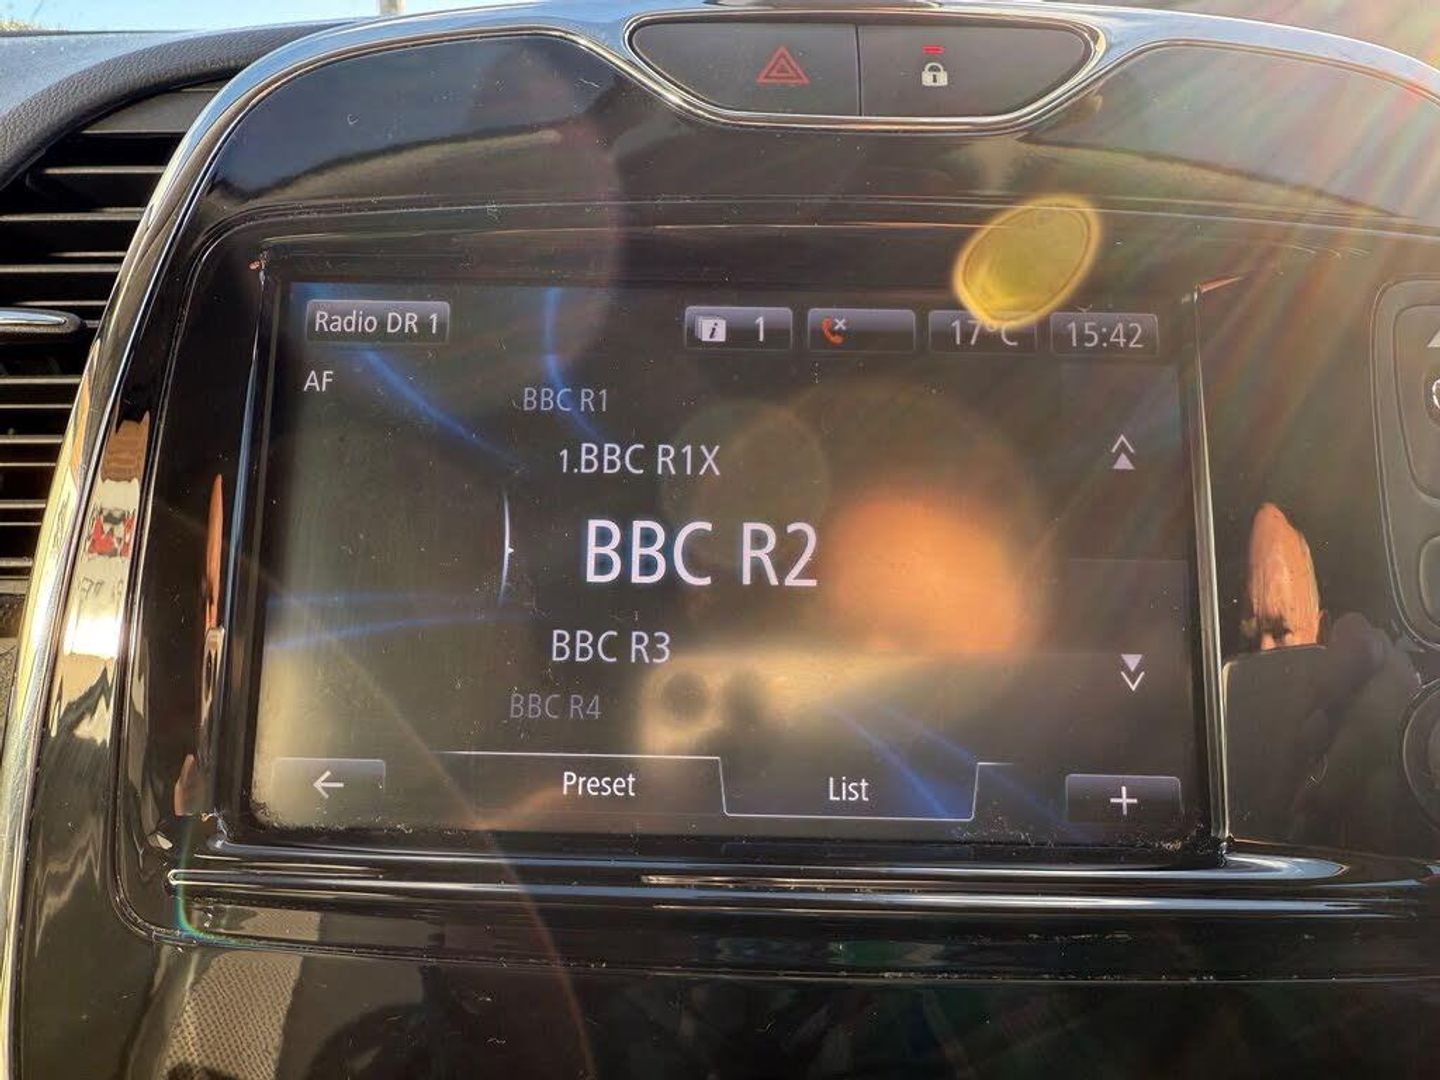 Radio DR 1
i 1
17°C
15:42
AF
BBC R1
1.BBC R1X
BBC R2
BBC R3
BBC R4
Preset
List